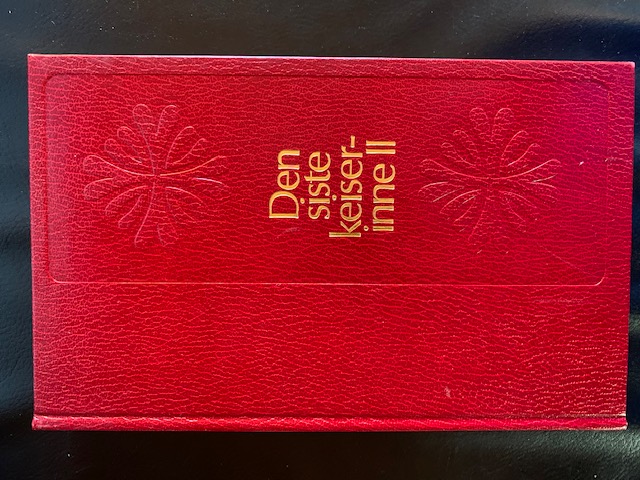 Den
siste
keiser-
inne II